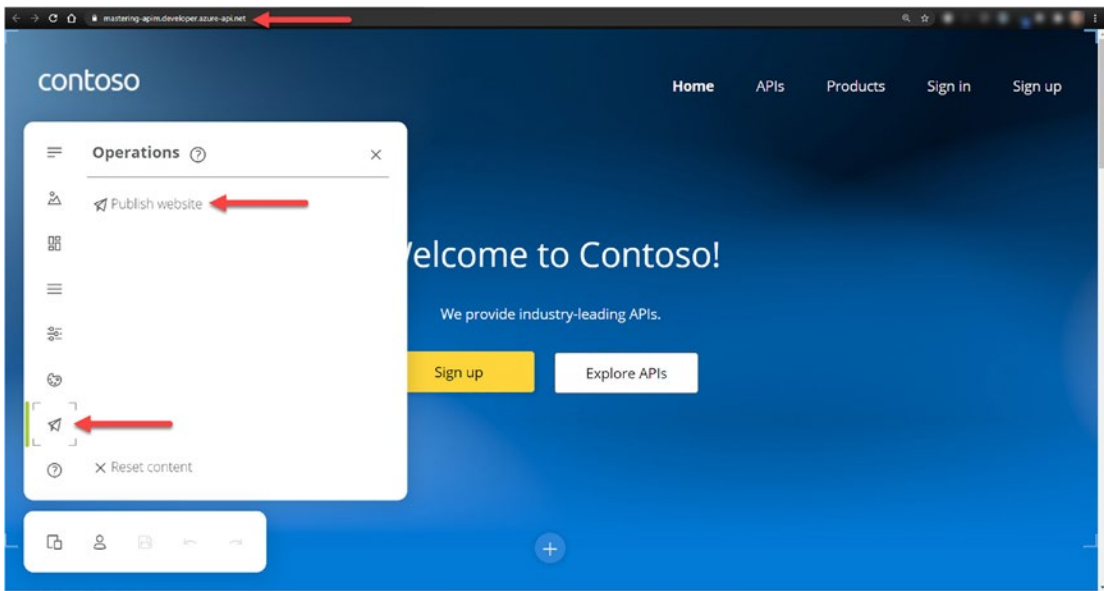 mastering-apim.developer.azure-api.net
contoso
Home APIs Products Sign in Sign up
Operations ?
Publish website
elcome to Contoso!
We provide industry-leading APIs.
Sign up Explore APIs
Reset content